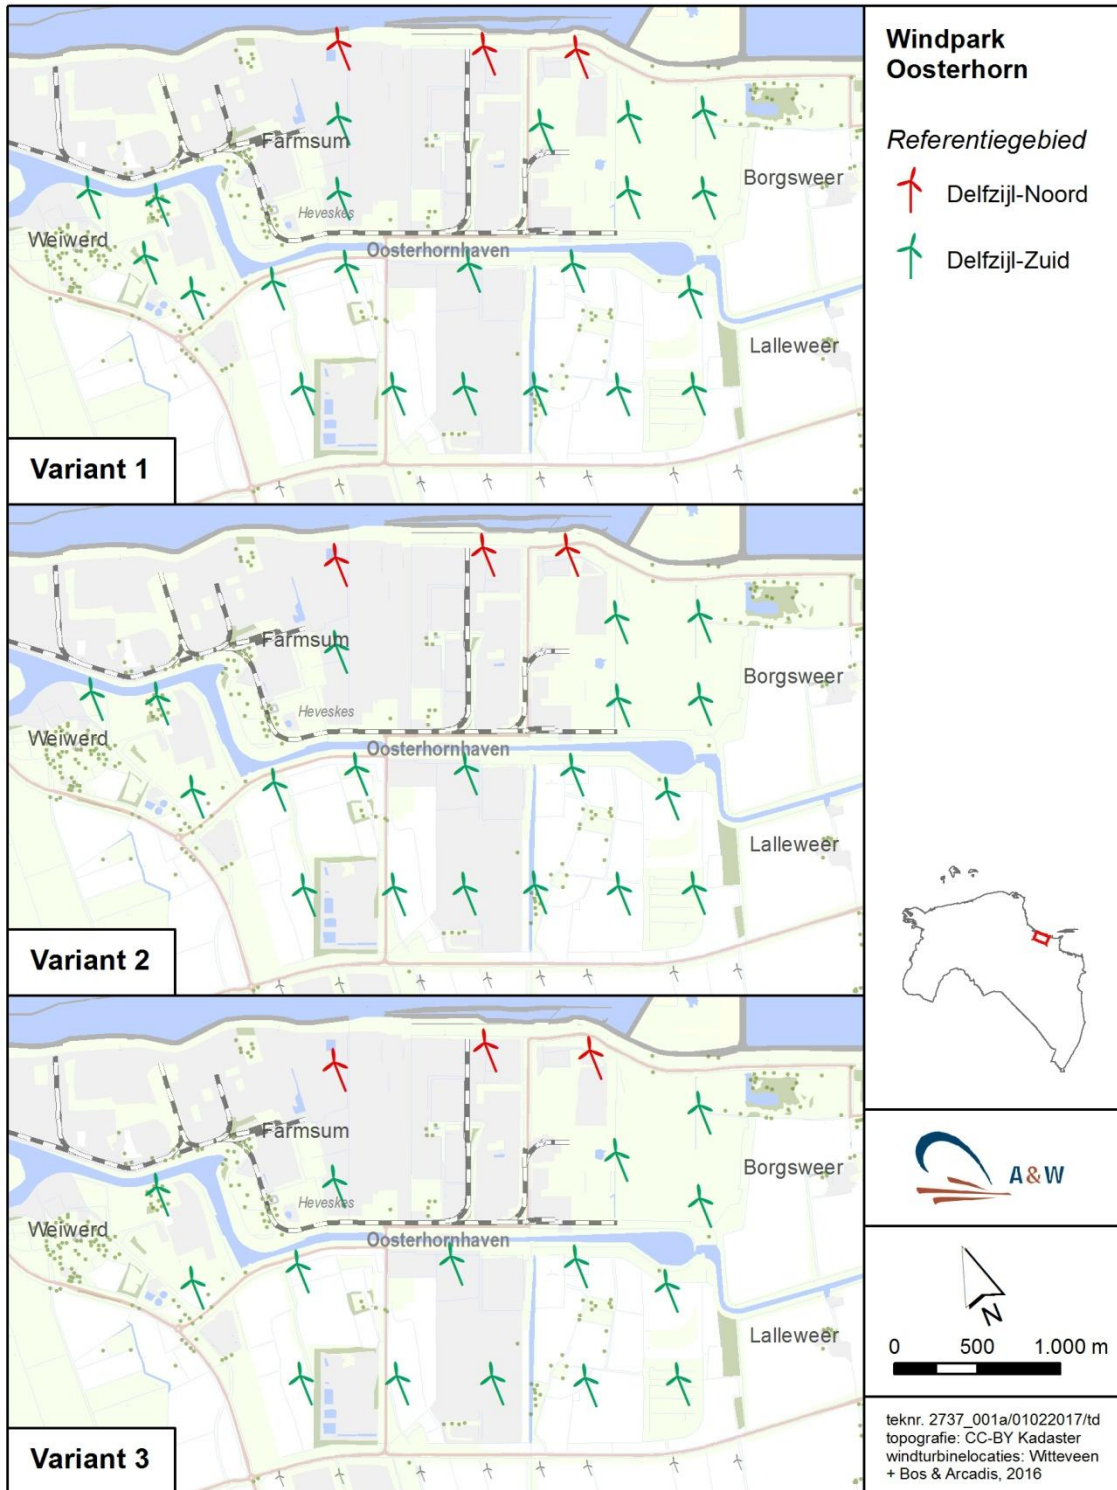 Farmsum
Heveskes
Weiwerd
Oosterhornhaven
Borgsweer
Lalleweer
Variant 1
Farmsum
Heveskes
Weiwerd
Oosterhornhaven
Borgsweer
Lalleweer
Variant 2
Farmsum
Heveskes
Weiwerd
Oosterhornhaven
Borgsweer
Lalleweer
Variant 3
Windpark
Oosterhorn
Referentiegebied
Delfzijl-Noord
Delfzijl-Zuid
A&W
N
0 500 1.000 m
teknr. 2737_001a/01022017/td
topografie: CC-BY Kadaster
windturbinelocaties: Witteveen
+ Bos & Arcadis, 2016